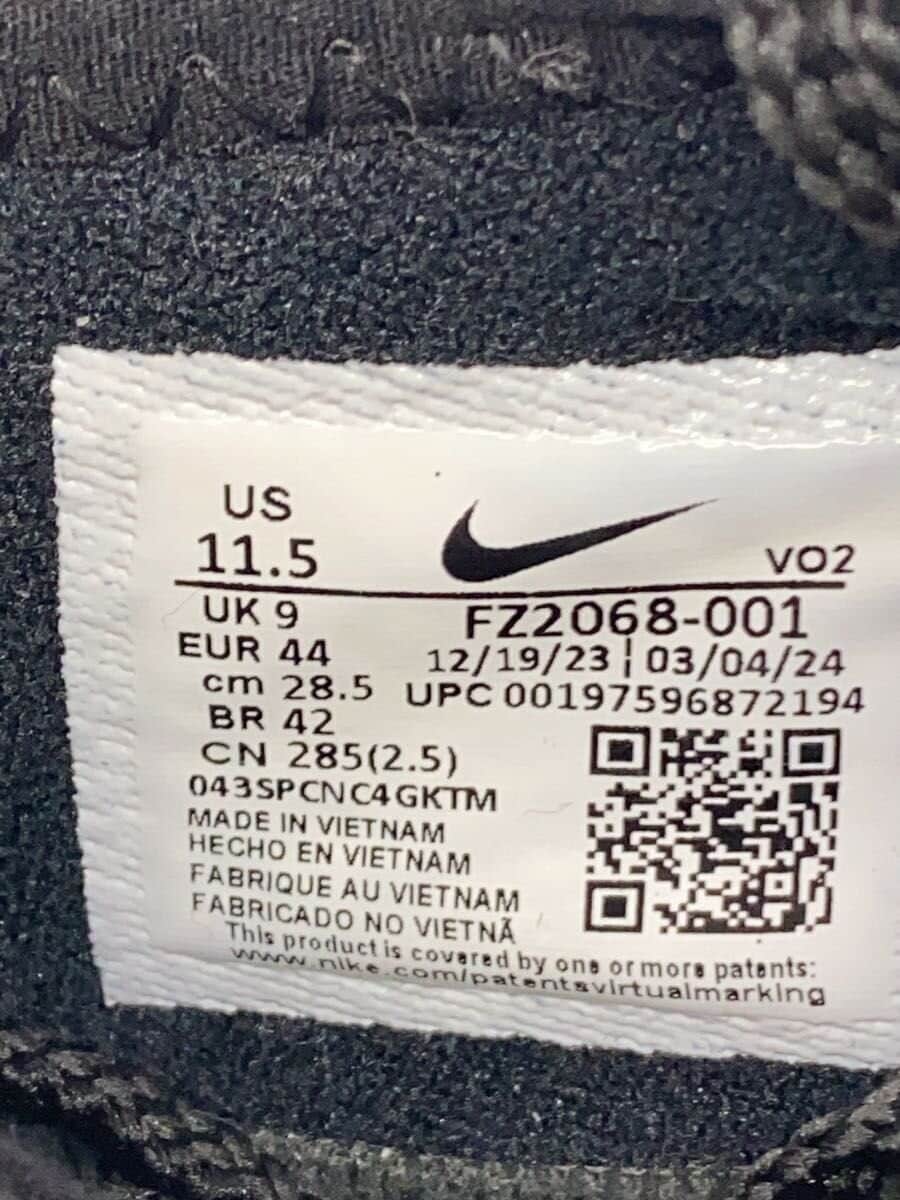 US
11.5
VO2
UK 9
EUR 44
cm 28.5
BR 42
CN 285(2.5)
FZ2068-001
12/19/23 ¦ 03/04/24
UPC 00197596872194
043SPCNC4GKTM
MADE IN VIETNAM
HECHO EN VIETNAM
FABRIQUE AU VIETNAM
FABRICADO NO VIETNÃ
This product is covered by one or more patents:
www.nike.com/patentsvirtualmarking